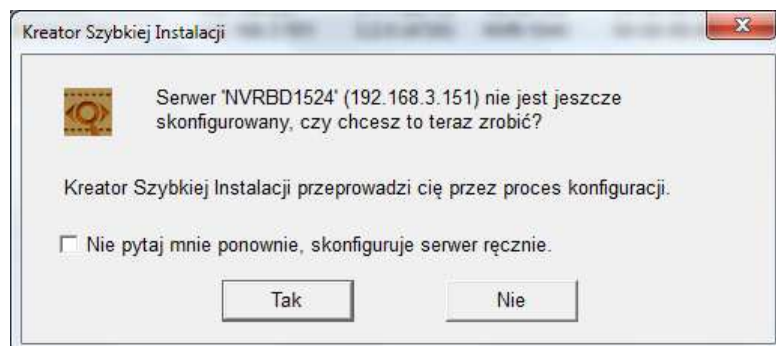 Kreator Szybkiej Instalacji
Serwer 'NVRBD1524' (192.168.3.151) nie jest jeszcze
skonfigurowany, czy chcesz to teraz zrobić?
Kreator Szybkiej Instalacji przeprowadzi cię przez proces konfiguracji.
Nie pytaj mnie ponownie, skonfiguruje serwer ręcznie.
Tak
Nie